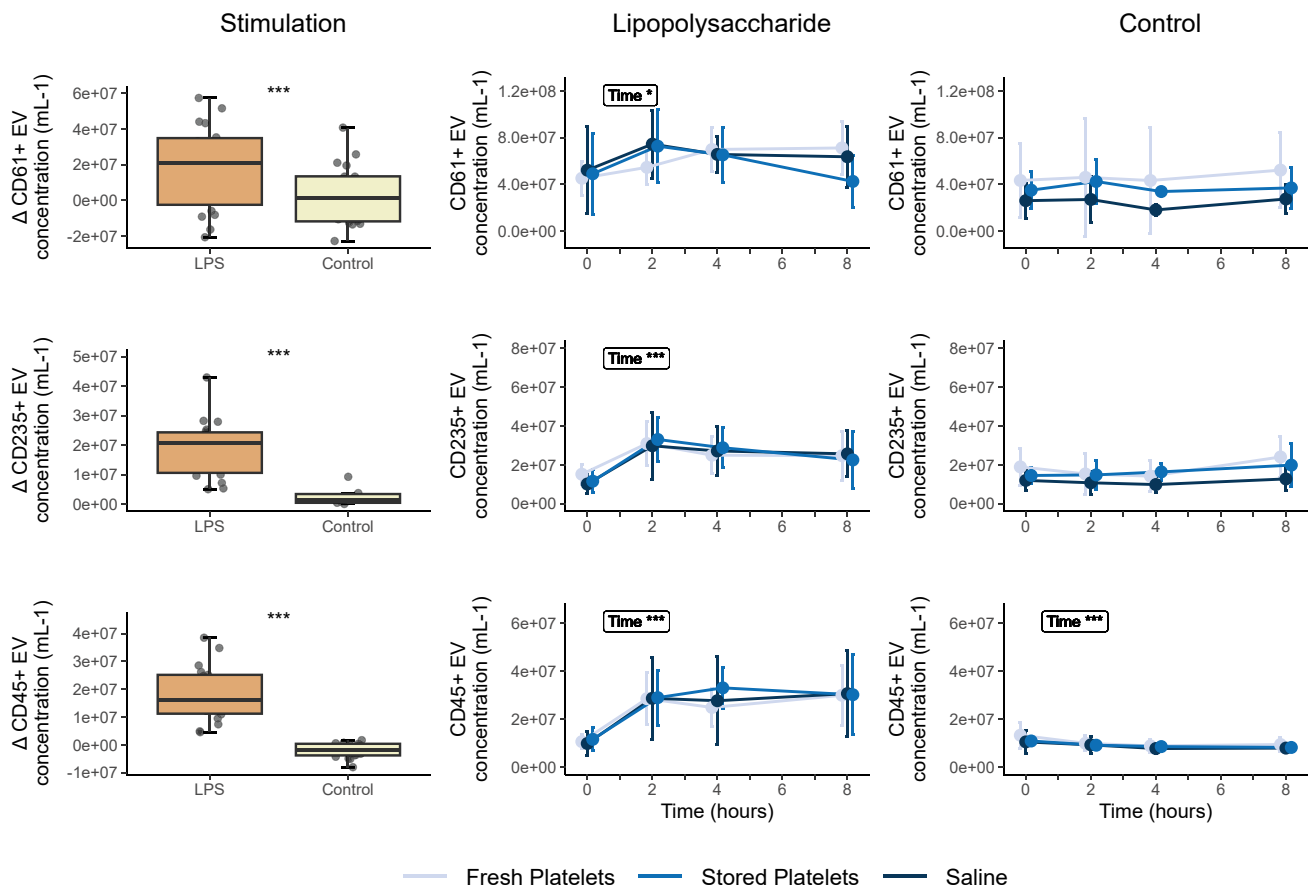 Stimulation
Lipopolysaccharide
Control
Δ CD61+ EV
concentration (mL-1)
6e+07
4e+07
2e+07
0e+00
-2e+07
***
LPS
Control
CD61+ EV
concentration (mL-1)
1.2e+08
8.0e+07
4.0e+07
0.0e+00
Time *
0
2
4
6
8
CD61+ EV
concentration (mL-1)
1.2e+08
8.0e+07
4.0e+07
0.0e+00
0
2
4
6
8
Δ CD235+ EV
concentration (mL-1)
5e+07
4e+07
3e+07
2e+07
1e+07
0e+00
***
LPS
Control
CD235+ EV
concentration (mL-1)
8e+07
6e+07
4e+07
2e+07
0e+00
Time ***
0
2
4
6
8
CD235+ EV
concentration (mL-1)
8e+07
6e+07
4e+07
2e+07
0e+00
0
2
4
6
8
Δ CD45+ EV
concentration (mL-1)
4e+07
3e+07
2e+07
1e+07
0e+00
-1e+07
***
LPS
Control
CD45+ EV
concentration (mL-1)
6e+07
4e+07
2e+07
0e+00
Time ***
0
2
4
6
8
Time (hours)
CD45+ EV
concentration (mL-1)
6e+07
4e+07
2e+07
0e+00
Time ***
0
2
4
6
8
Time (hours)
Fresh Platelets
Stored Platelets
Saline